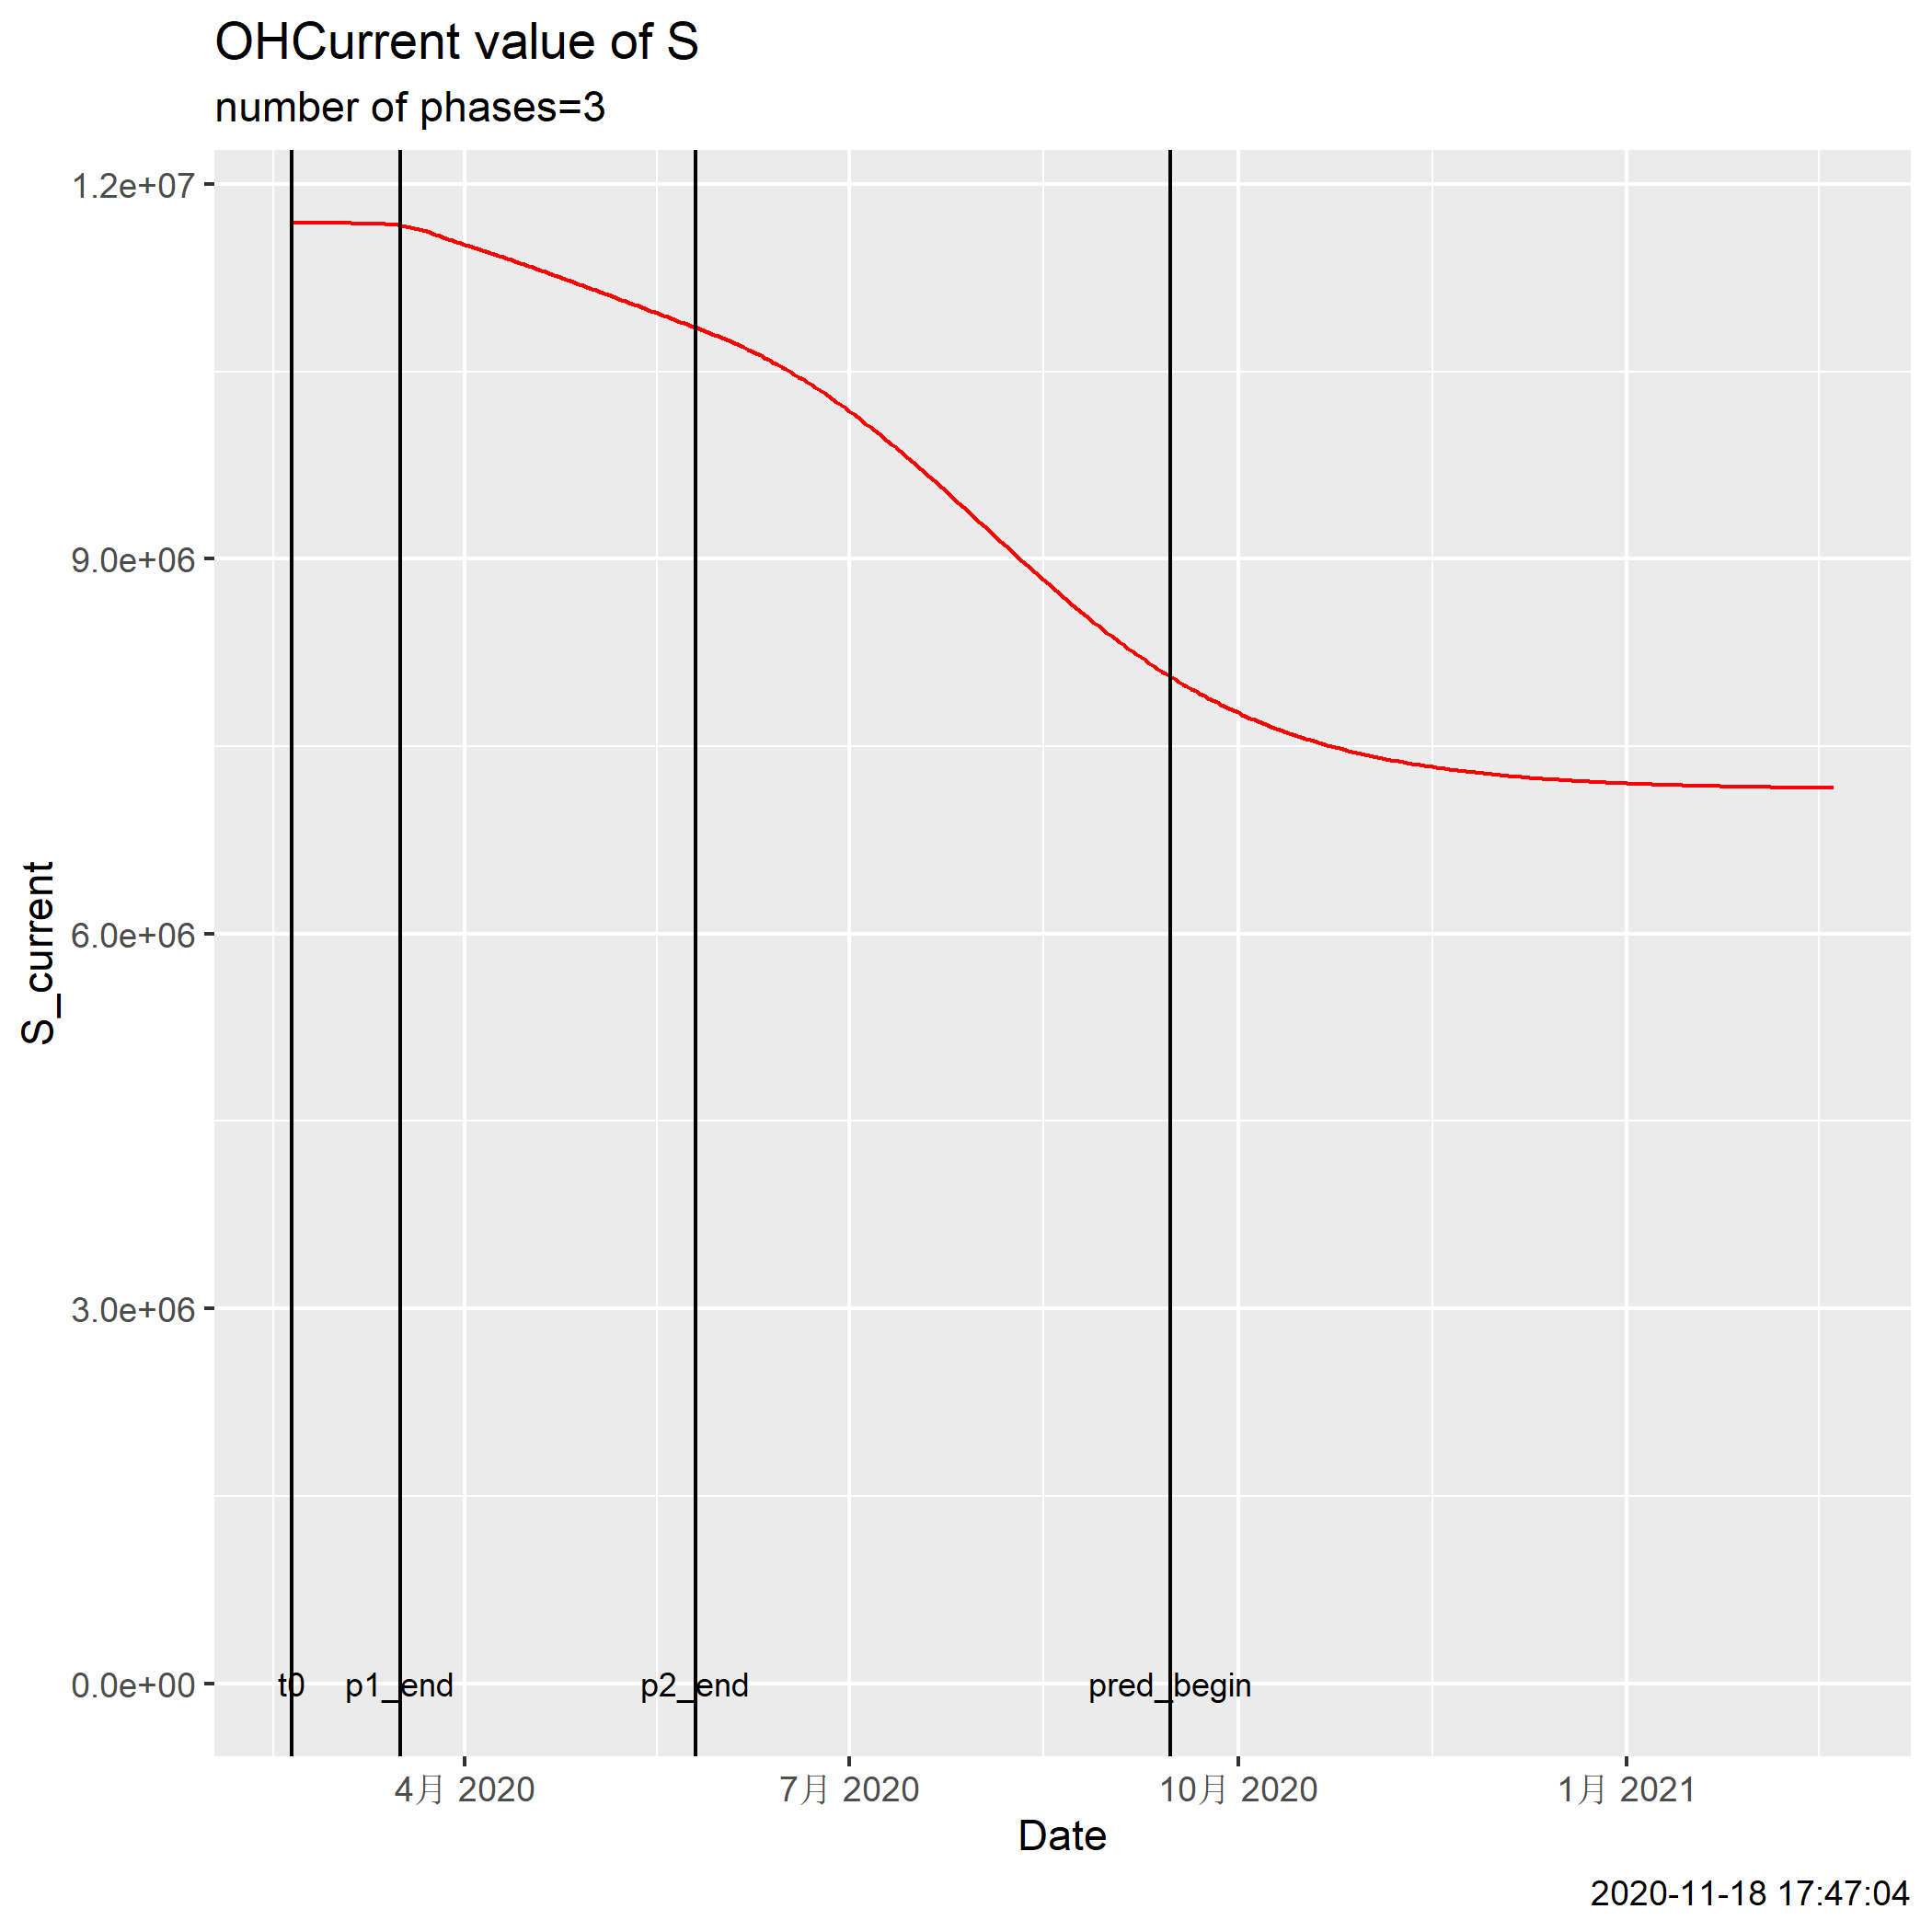 OHCurrent value of S
number of phases=3
1.2e+07
9.0e+06
6.0e+06
3.0e+06
0.0e+00
S_current
t0
p1_end
p2_end
pred_begin
4月 2020
7月 2020
10月 2020
1月 2021
Date
2020-11-18 17:47:04